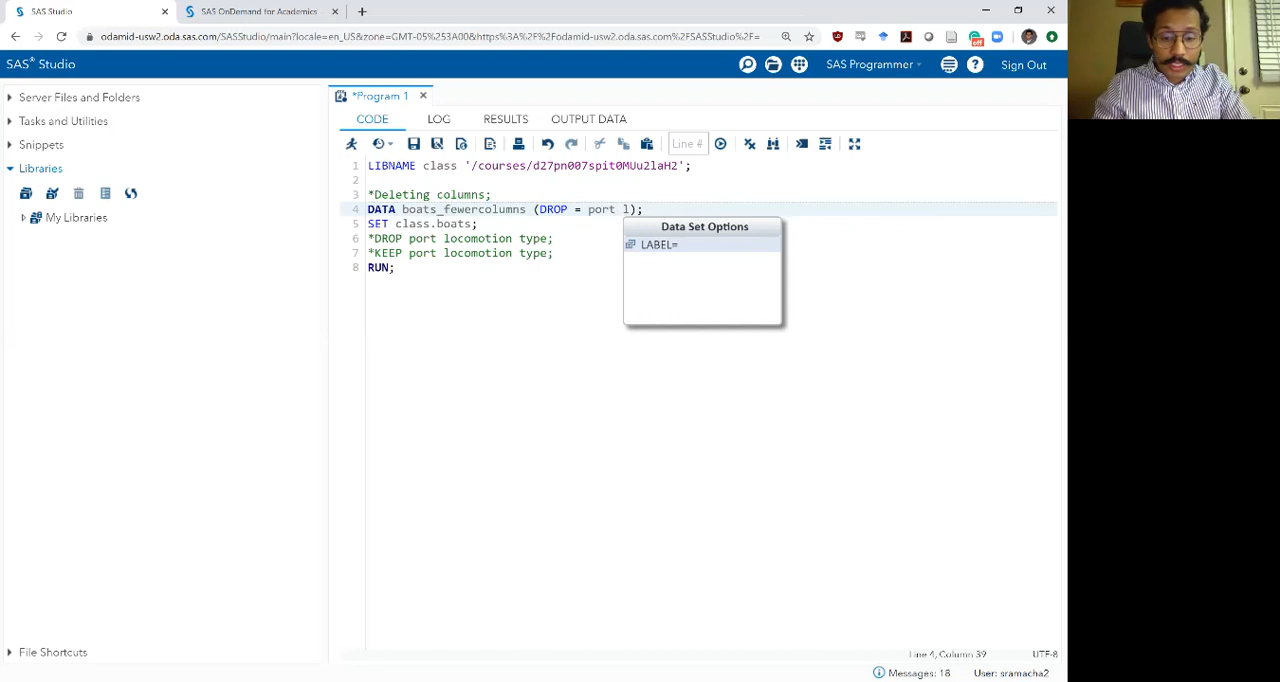 SAS Studio
SAS OnDemand for Academics
odamid-usw2.oda.sas.com/SASStudio/main?locale=en_US&zone=GMT-05%253A00&https%3A%2F%2Fodamid-usw2.oda.sas.com%2FSASStudio%2F=
SAS® Studio
SAS Programmer
Sign Out
Server Files and Folders
Tasks and Utilities
Snippets
Libraries
My Libraries
File Shortcuts
*Program 1
CODE LOG RESULTS OUTPUT DATA
Line #
1 LIBNAME class '/courses/d27pn007spit0MUu2laH2';
2
3 *Deleting columns;
4 DATA boats_fewercolumns (DROP = port l);
5 SET class.boats;
6 *DROP port locomotion type;
7 *KEEP port locomotion type;
8 RUN;
Data Set Options
LABEL=
Line 4, Column 39
UTF-8
Messages: 18
User: sramacha2